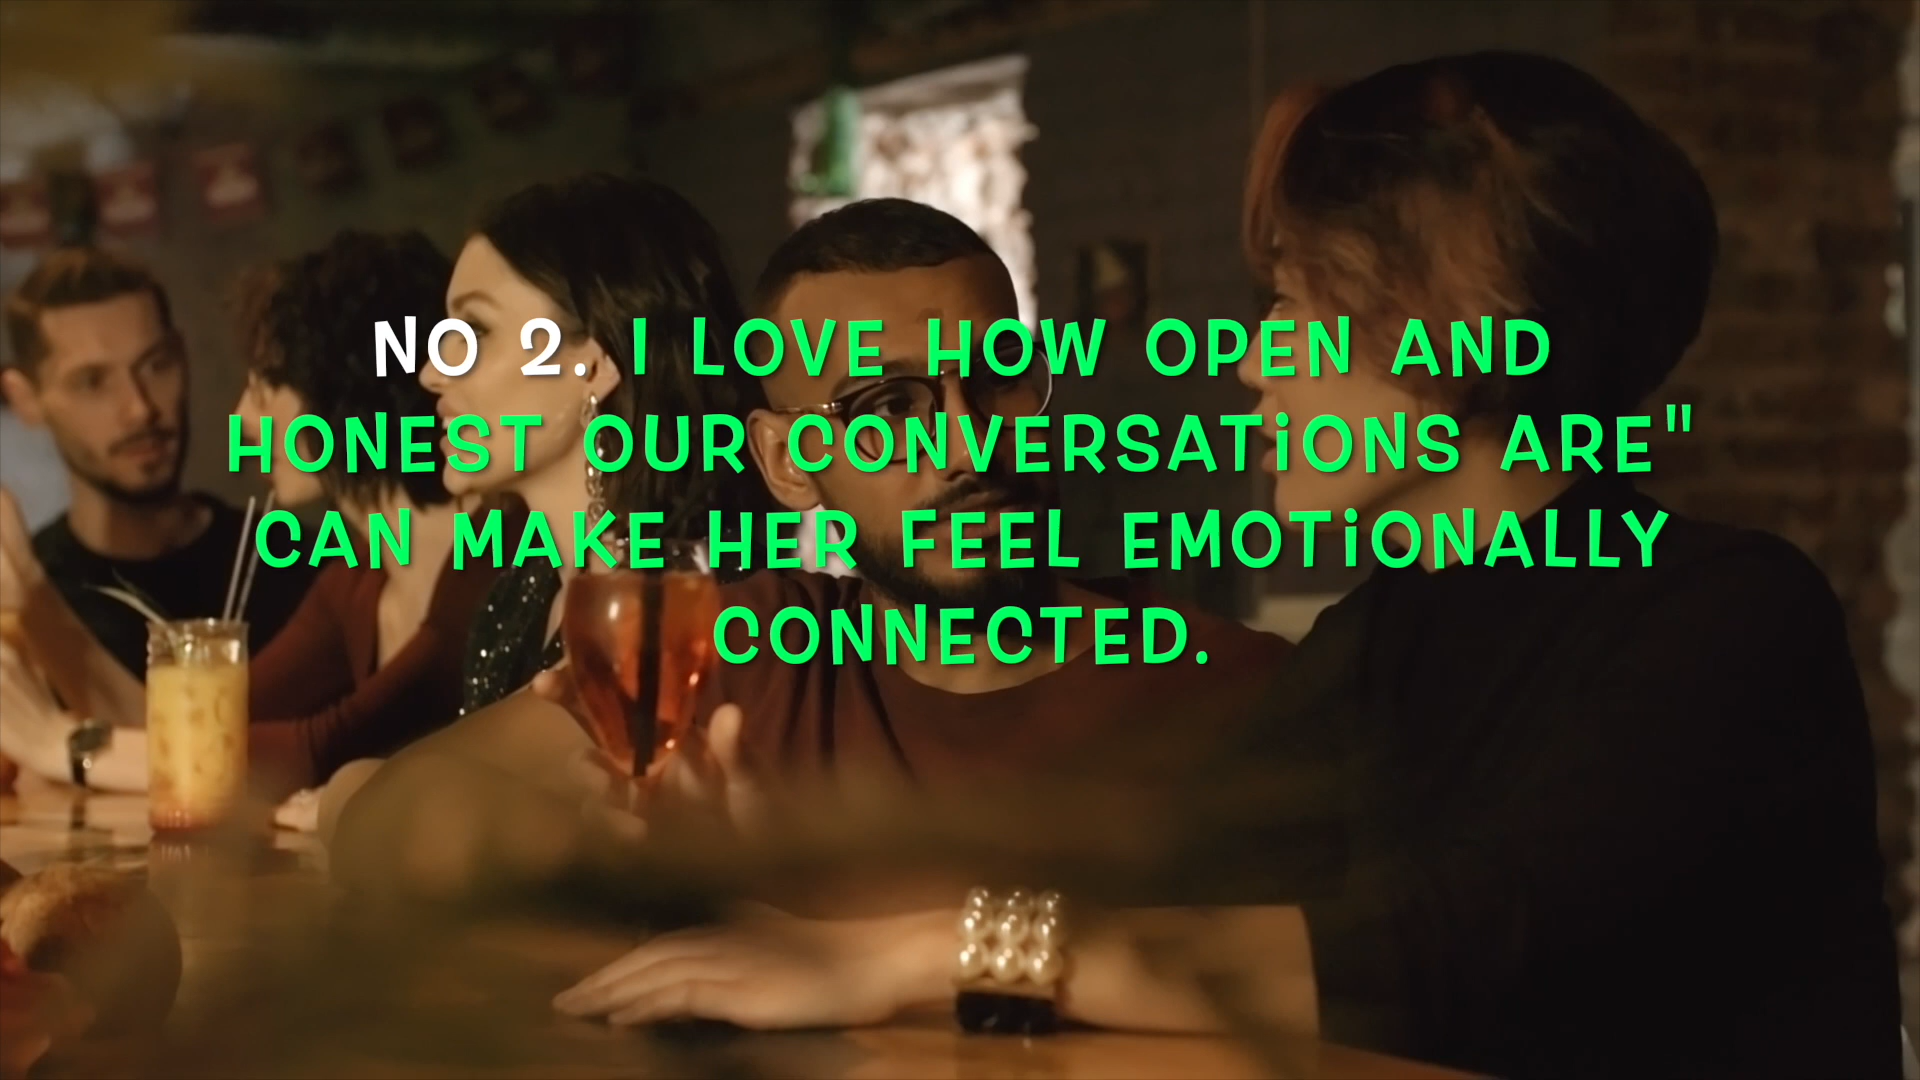 NO 2. I LOVE HOW OPEN AND
HONEST OUR CONVERSATIONS ARE"
CAN MAKE HER FEEL EMOTIONALLY
CONNECTED.